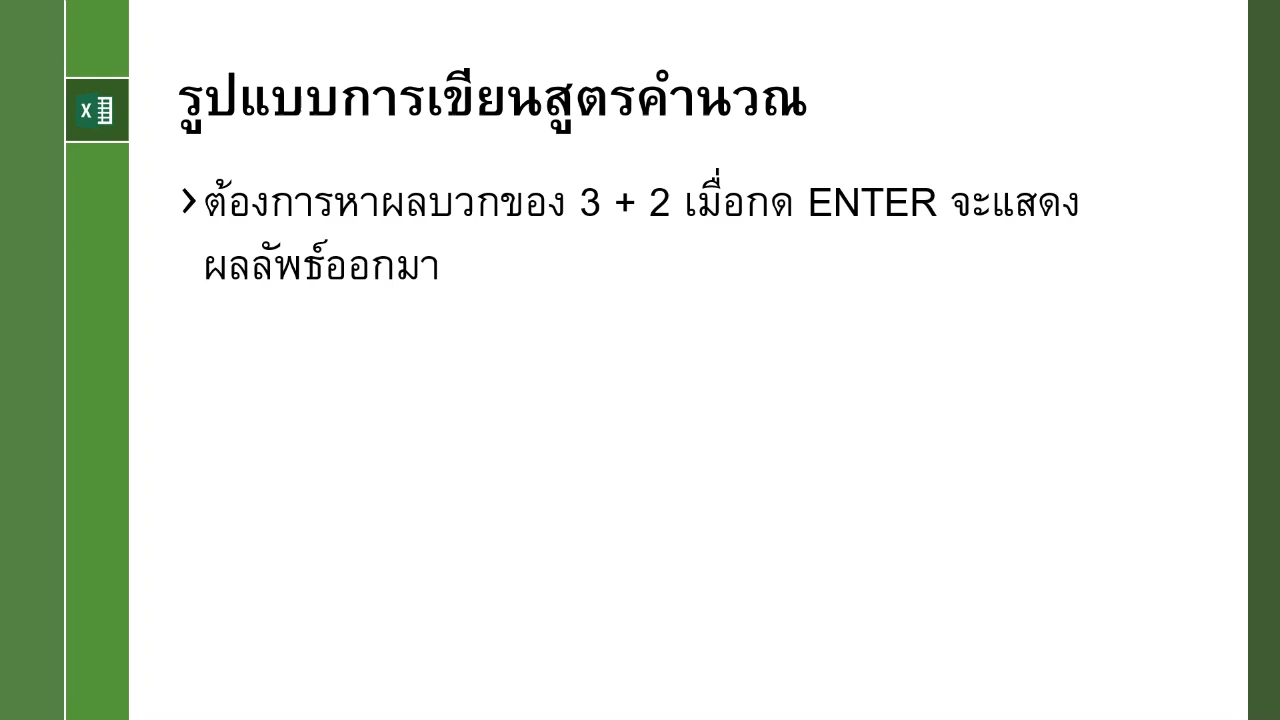 รูปแบบการเขียนสูตรคำนวณ
ต้องการหาผลบวกของ 3 + 2 เมื่อกด ENTER จะแสดง
ผลลัพธ์ออกมา